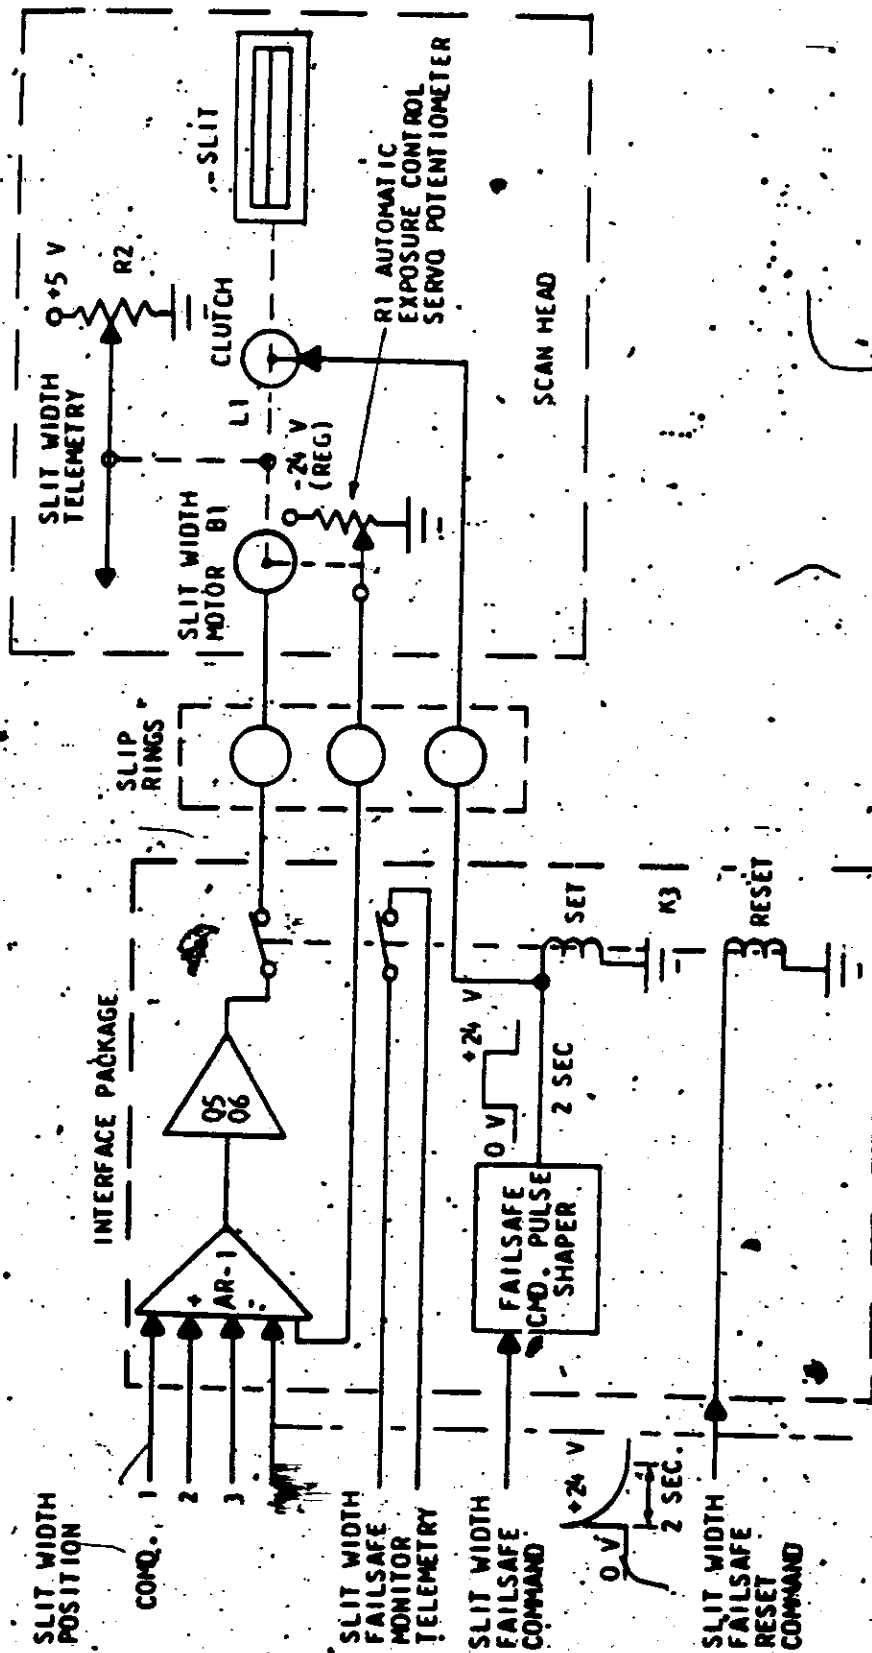 SLIT WIDTH
POSITION
COMQ. 1
2
3
INTERFACE PACKAGE
+
AR-1
-
Q5
Q6
SLIP
RINGS
SLIT WIDTH
TELEMETRY
+5 V
R2
SLIT WIDTH
MOTOR B1
L1
CLUTCH
-SLIT
-24 V
(REG)
R1 AUTOMATIC
EXPOSURE CONTROL
SERVO POTENTIOMETER
SCAN HEAD
SLIT WIDTH
FAILSAFE
MONITOR
TELEMETRY
SLIT WIDTH
FAILSAFE
COMMAND
FAILSAFE
CMD. PULSE
SHAPER
0 V
+24 V
2 SEC
SET
K3
RESET
0 V
+24 V
2 SEC.
SLIT WIDTH
FAILSAFE
RESET
COMMAND